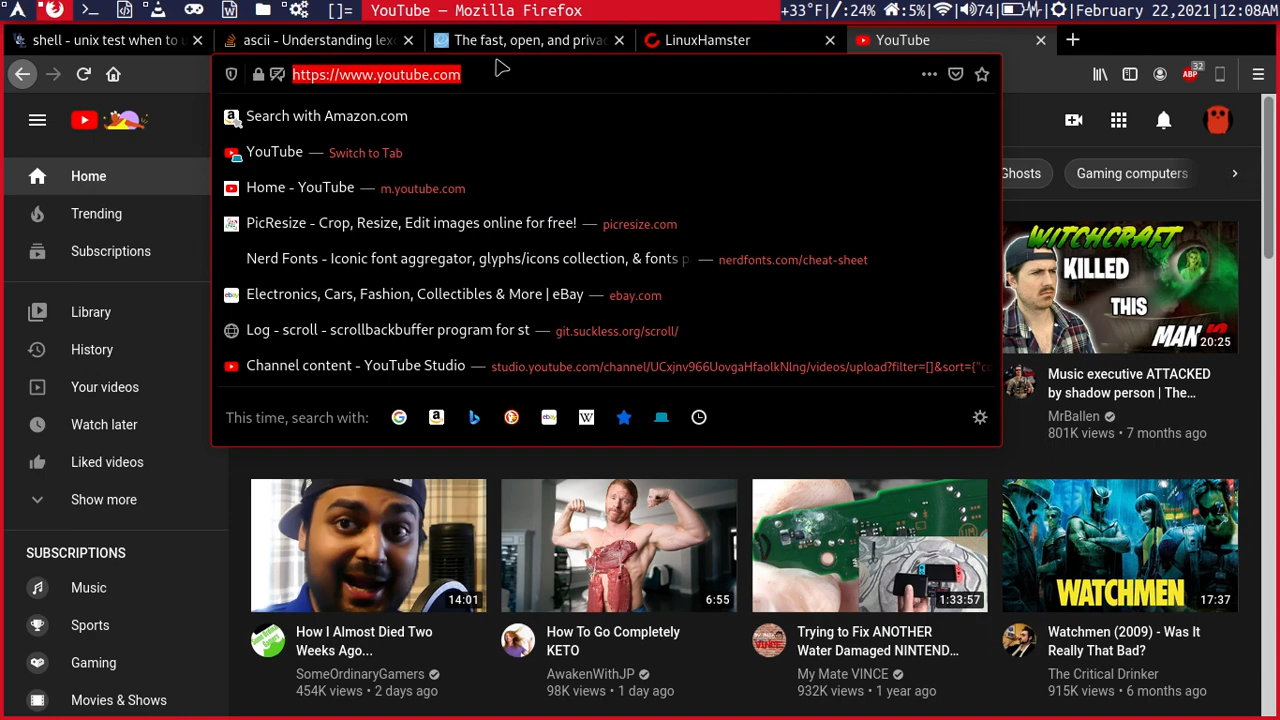 []=
YouTube — Mozilla Firefox
+33°F
/:24%
:5%
74
February 22,2021
12:08AM
shell - unix test when to u
ascii - Understanding lexc
The fast, open, and priva
LinuxHamster
YouTube
https://www.youtube.com
ABP
32
Search with Amazon.com
YouTube — Switch to Tab
Home - YouTube — m.youtube.com
PicResize - Crop, Resize, Edit images online for free! — picresize.com
Nerd Fonts - Iconic font aggregator, glyphs/icons collection, & fonts p — nerdfonts.com/cheat-sheet
Electronics, Cars, Fashion, Collectibles & More | eBay — ebay.com
Log - scroll - scrollbackbuffer program for st — git.suckless.org/scroll/
Channel content - YouTube Studio — studio.youtube.com/channel/UCxjnv966UovgaHfaolkNlng/videos/upload?filter=[]&sort={"c
This time, search with:
Home
Trending
Subscriptions
Library
History
Your videos
Watch later
Liked videos
Show more
SUBSCRIPTIONS
Music
Sports
Gaming
Movies & Shows
Ghosts
Gaming computers
WITCHCRAFT
KILLED
THIS
MAN
20:25
Music executive ATTACKED
by shadow person | The...
MrBallen
801K views • 7 months ago
14:01
How I Almost Died Two
Weeks Ago...
SomeOrdinaryGamers
454K views • 2 days ago
6:55
How To Go Completely
KETO
AwakenWithJP
98K views • 1 day ago
1:33:57
Trying to Fix ANOTHER
Water Damaged NINTEND...
My Mate VINCE
932K views • 1 year ago
WATCHMEN
17:37
Watchmen (2009) - Was It
Really That Bad?
The Critical Drinker
915K views • 6 months ago